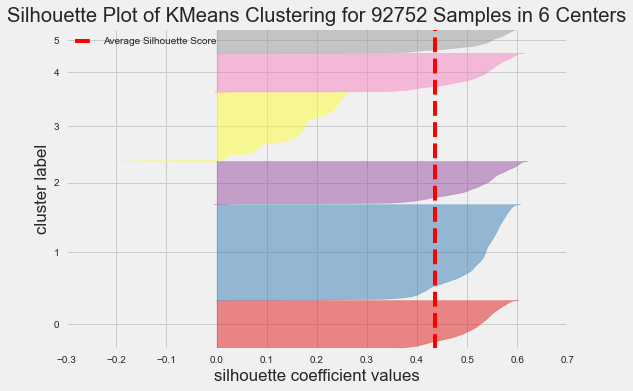 Silhouette Plot of KMeans Clustering for 92752 Samples in 6 Centers
Average Silhouette Score
5
4
3
2
1
0
cluster label
−0.3 −0.2 −0.1 0.0 0.1 0.2 0.3 0.4 0.5 0.6 0.7
silhouette coefficient values